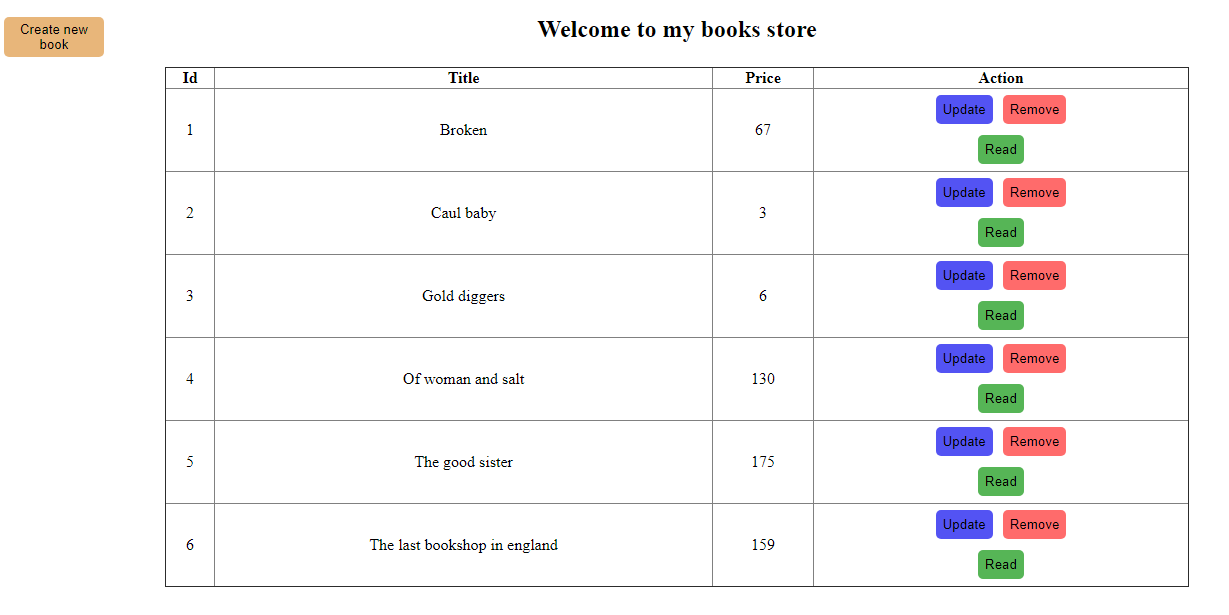 Create new
book
Welcome to my books store
Id Title Price Action
1 Broken 67 Update Remove
Read
2 Caul baby 3 Update Remove
Read
3 Gold diggers 6 Update Remove
Read
4 Of woman and salt 130 Update Remove
Read
5 The good sister 175 Update Remove
Read
6 The last bookshop in england 159 Update Remove
Read